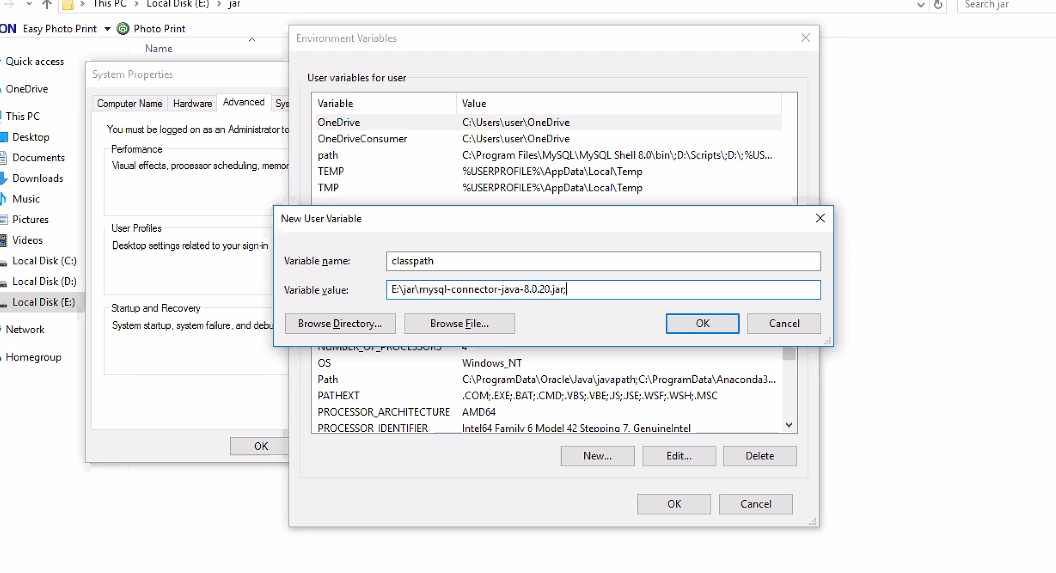 This PC > Local Disk (E:) > jar
Search jar
ON Easy Photo Print Photo Print
Name
Quick access
OneDrive
This PC
Desktop
Documents
Downloads
Music
Pictures
Videos
Local Disk (C:)
Local Disk (D:)
Local Disk (E:)
Network
Homegroup
System Properties
Computer Name Hardware Advanced Sys
You must be logged on as an Administrator to
Performance
Visual effects, processor scheduling, memor
User Profiles
Desktop settings related to your sign-in
Startup and Recovery
System startup, system failure, and debu
OK
Environment Variables
User variables for user
Variable Value
OneDrive C:\Users\user\OneDrive
OneDriveConsumer C:\Users\user\OneDrive
path C:\Program Files\MySQL\MySQL Shell 8.0\bin\;D:\Scripts\;D:\;%US...
TEMP %USERPROFILE%\AppData\Local\Temp
TMP %USERPROFILE%\AppData\Local\Temp
New User Variable
Variable name: classpath
Variable value: E:\jar\mysql-connector-java-8.0.20.jar;
Browse Directory... Browse File... OK Cancel
NUMBER_OF_PROCESSORS 4
OS Windows_NT
Path C:\ProgramData\Oracle\Java\javapath;C:\ProgramData\Anaconda3...
PATHEXT .COM;.EXE;.BAT;.CMD;.VBS;.VBE;.JS;.JSE;.WSF;.WSH;.MSC
PROCESSOR_ARCHITECTURE AMD64
PROCESSOR_IDENTIFIER Intel64 Family 6 Model 42 Stepping 7, GenuineIntel
New... Edit... Delete
OK Cancel